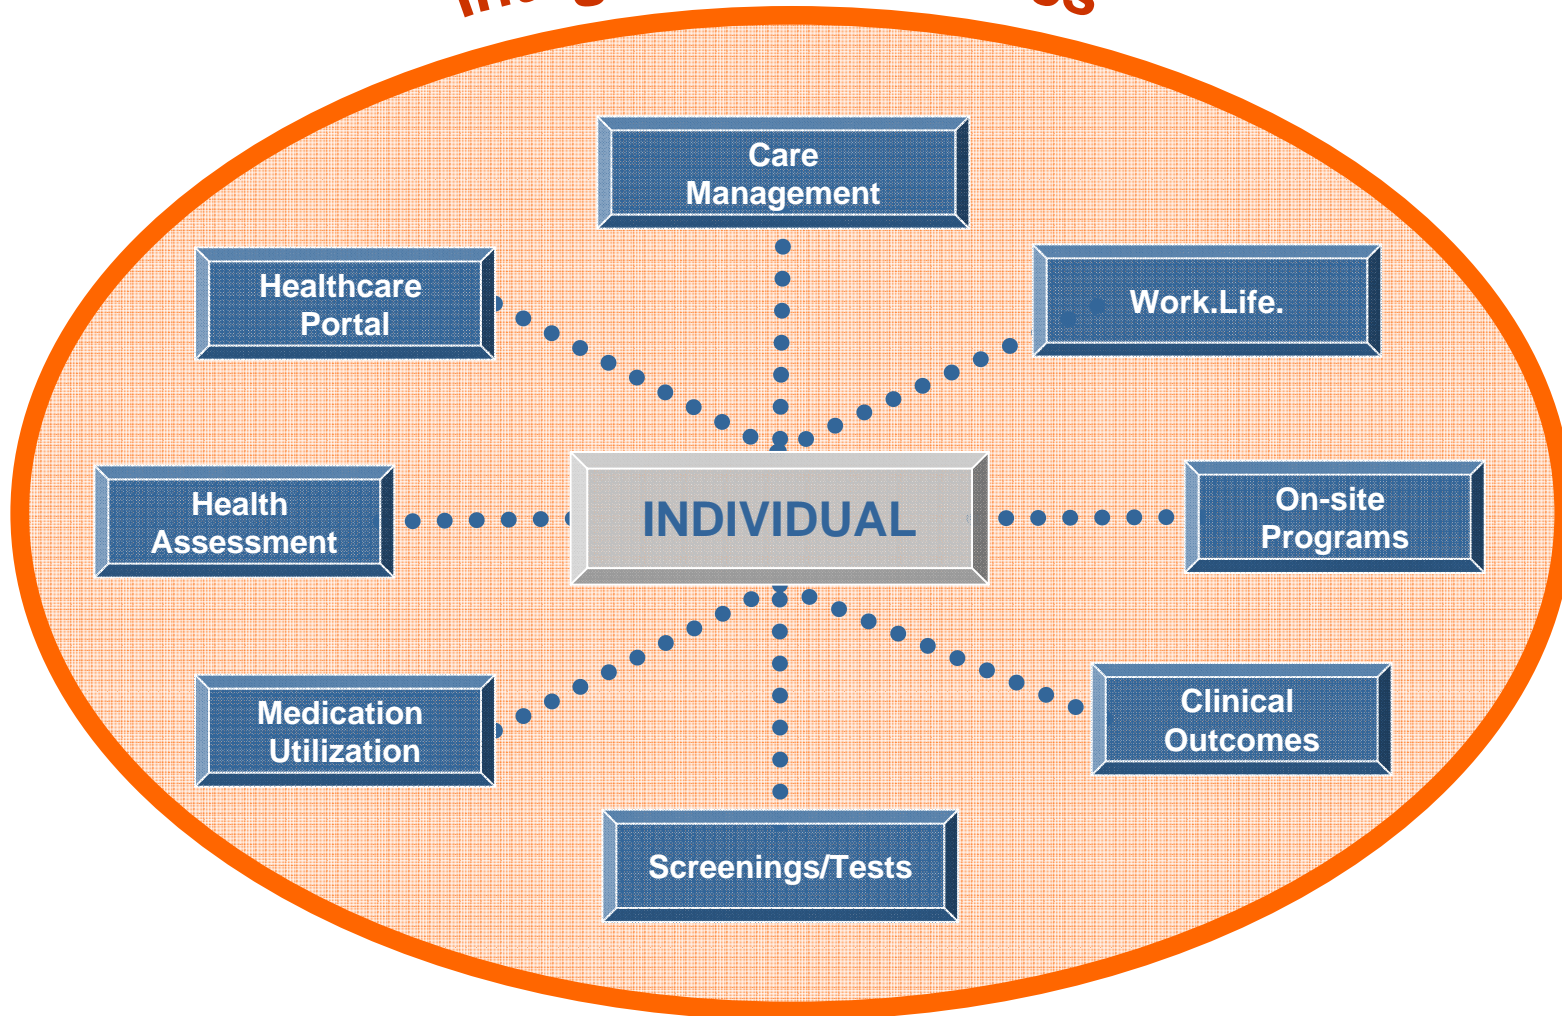 Care
Management
Healthcare
Portal
Work.Life.
Health
Assessment
INDIVIDUAL
On-site
Programs
Medication
Utilization
Clinical
Outcomes
Screenings/Tests